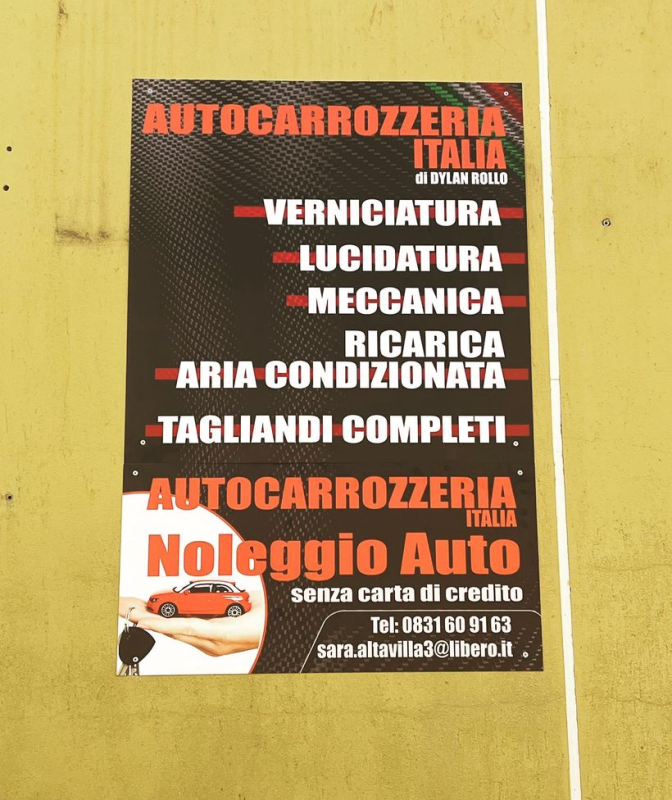 AUTOCARROZZERIA
ITALIA
di DYLAN ROLLO
VERNICIATURA
LUCIDATURA
MECCANICA
RICARICA
ARIA CONDIZIONATA
TAGLIANDI COMPLETI
AUTOCARROZZERIA
ITALIA
Noleggio Auto
senza carta di credito
Tel: 0831 60 91 63
sara.altavilla3@libero.it